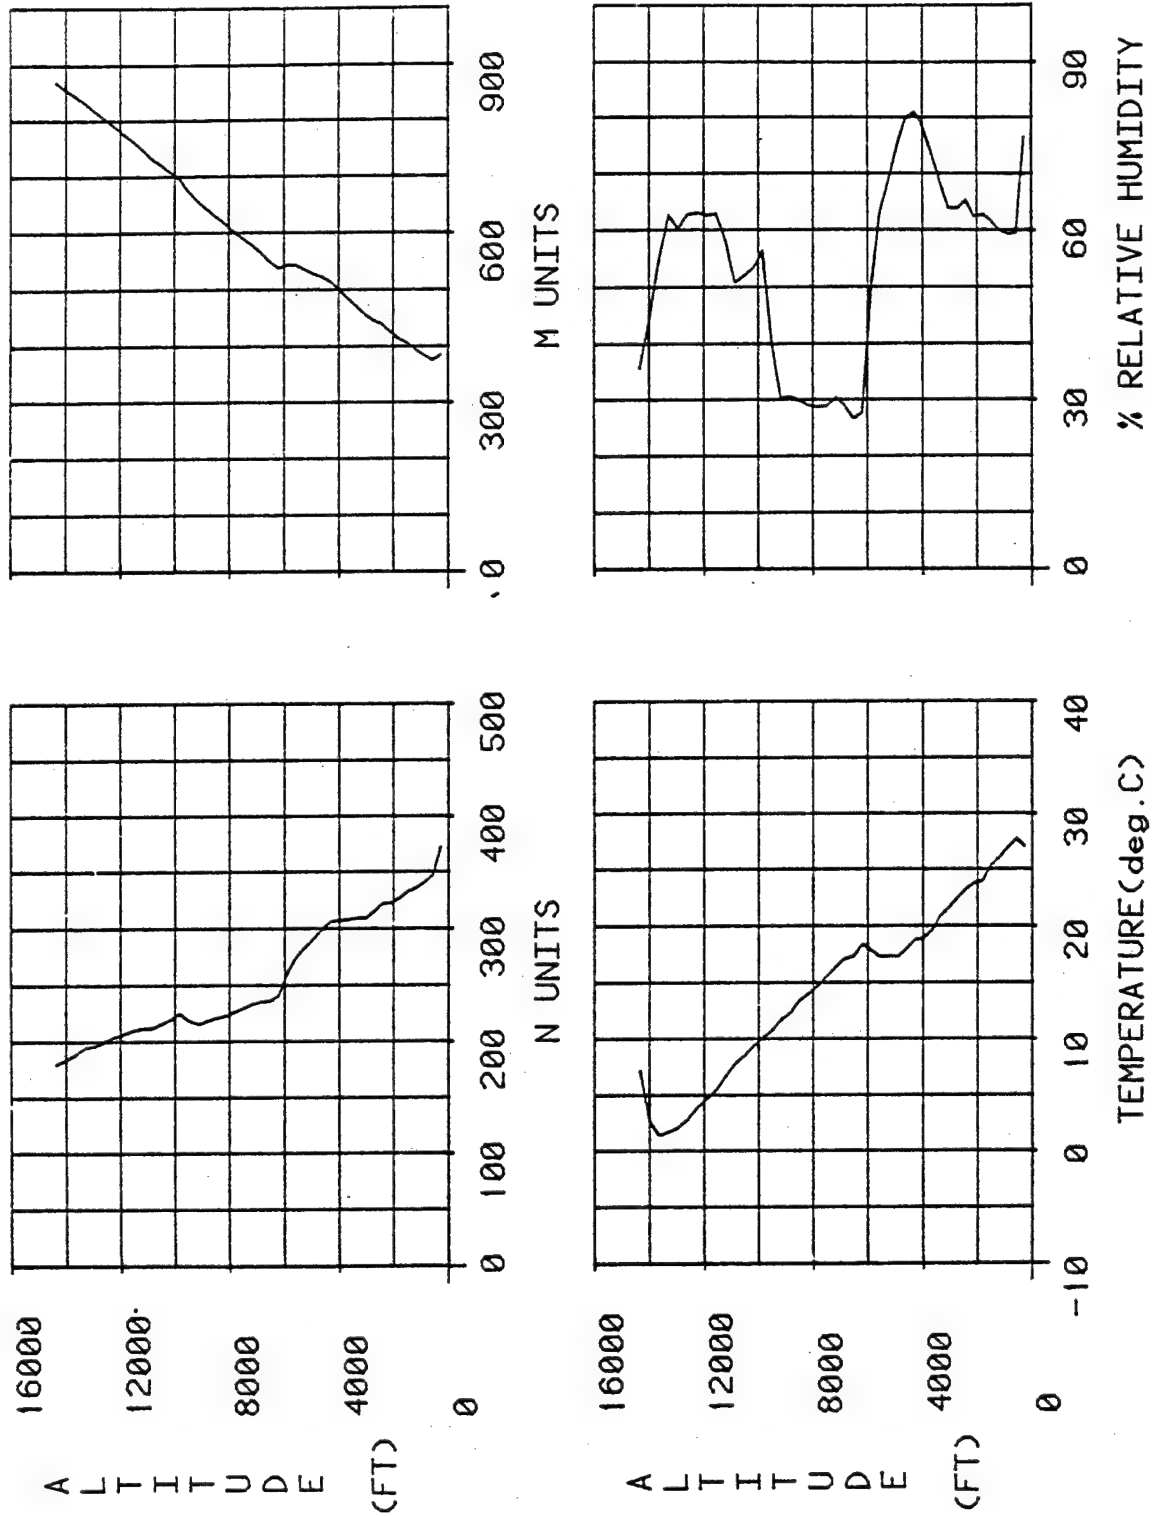 ALTITUDE
(FT)
16000
12000
8000
4000
0
0 100 200 300 400 500
N UNITS
0 300 600 900
M UNITS
ALTITUDE
(FT)
16000
12000
8000
4000
0
-10 0 10 20 30 40
TEMPERATURE(deg.C)
0 30 60 90
% RELATIVE HUMIDITY